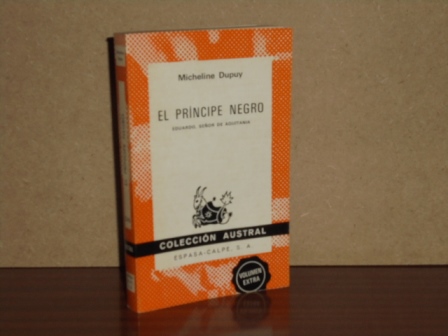 Micheline Dupuy
EL PRÍNCIPE NEGRO
EDUARDO, SEÑOR DE AQUITANIA
COLECCIÓN AUSTRAL
ESPASA-CALPE, S. A.
VOLUMEN
EXTRA